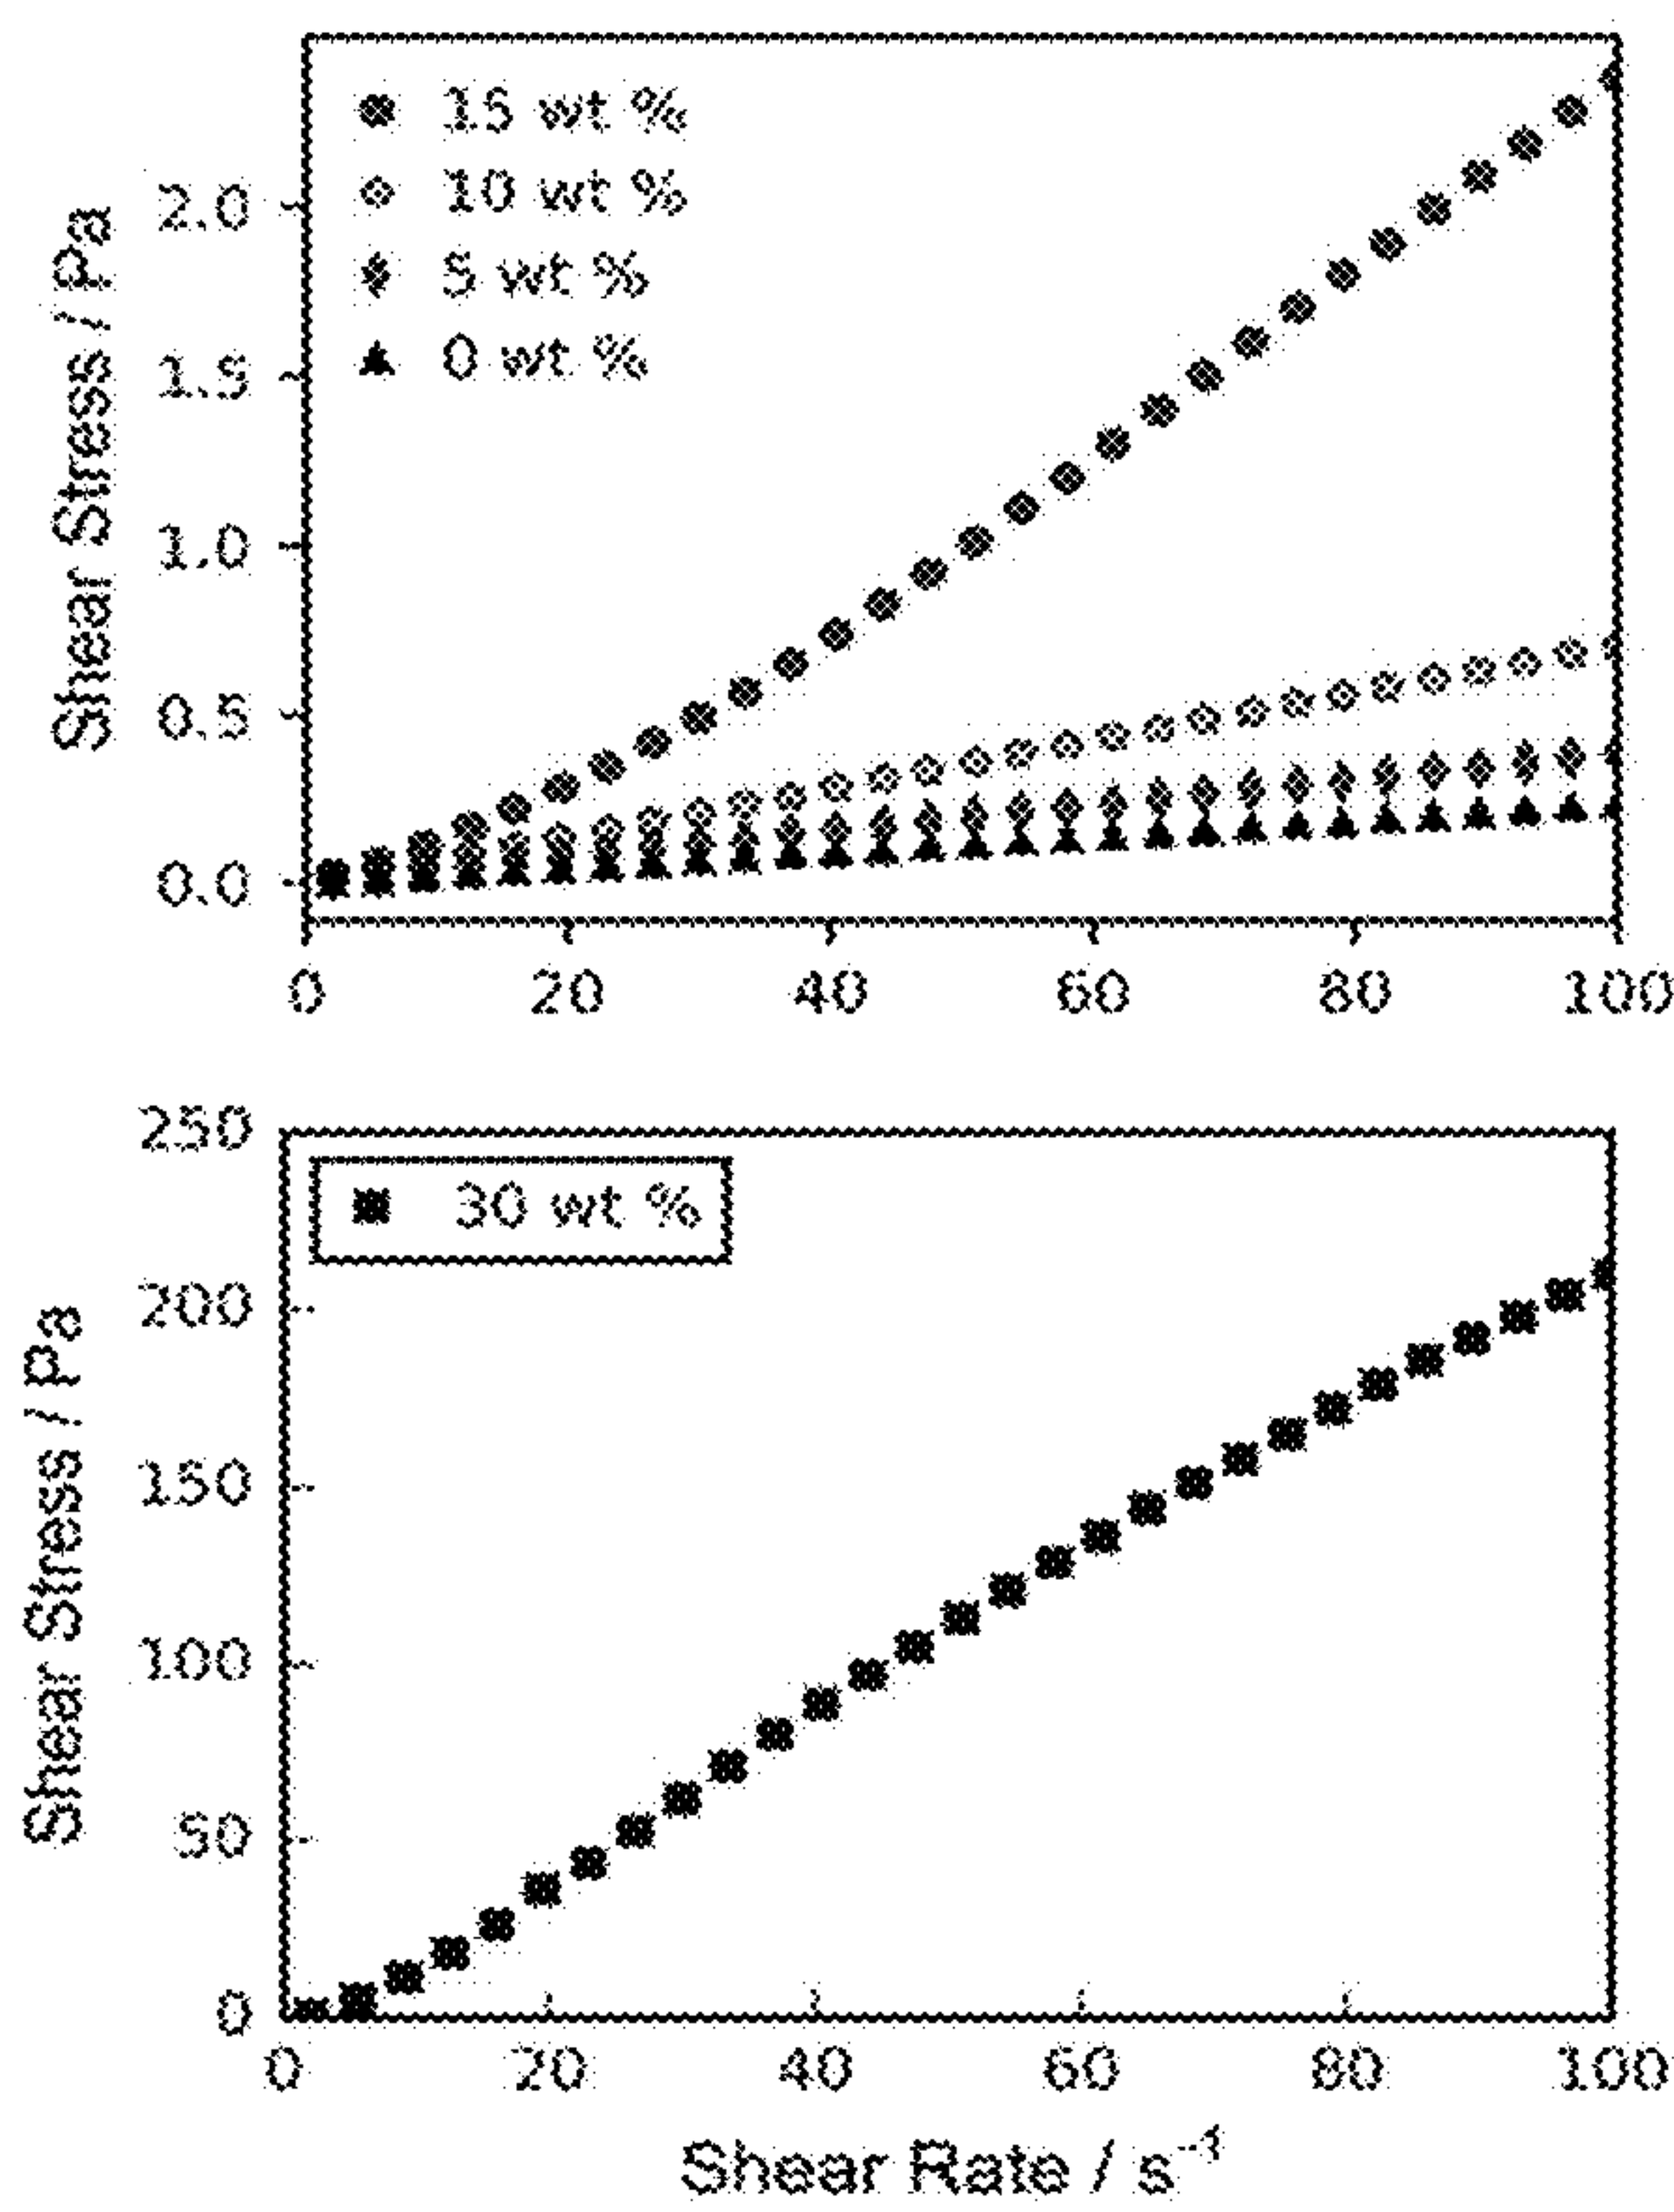 15 wt %
10 wt %
5 wt %
0 wt %
Shear Stress / Pa
2.0
1.5
1.0
0.5
0.0
0 20 40 60 80 100
30 wt %
Shear Stress / Pa
250
200
150
100
50
0
0 20 40 60 80 100
Shear Rate / s⁻¹